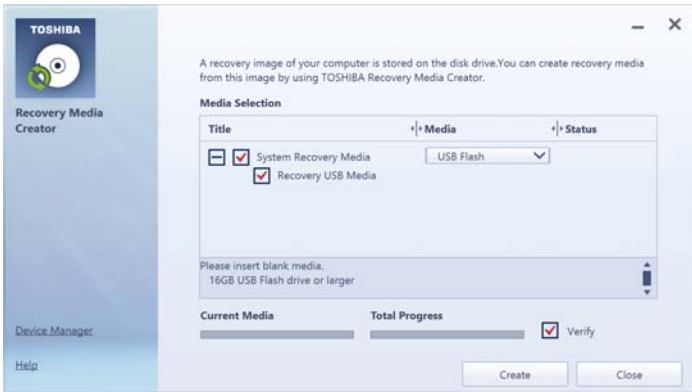 TOSHIBA
Recovery Media
Creator
A recovery image of your computer is stored on the disk drive.You can create recovery media
from this image by using TOSHIBA Recovery Media Creator.
Media Selection
Title Media Status
System Recovery Media USB Flash
Recovery USB Media
Please insert blank media.
16GB USB Flash drive or larger
Current Media Total Progress
Verify
Device Manager
Help
Create Close